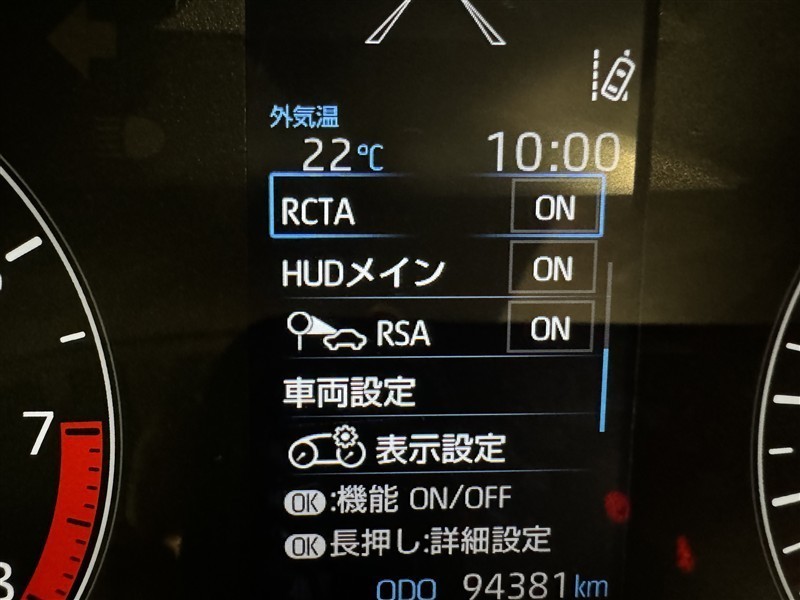 外気温
22℃ 10:00
RCTA ON
HUDメイン ON
RSA ON
車両設定
7 表示設定
OK:機能 ON/OFF
OK長押し:詳細設定
8 ODO 94381km